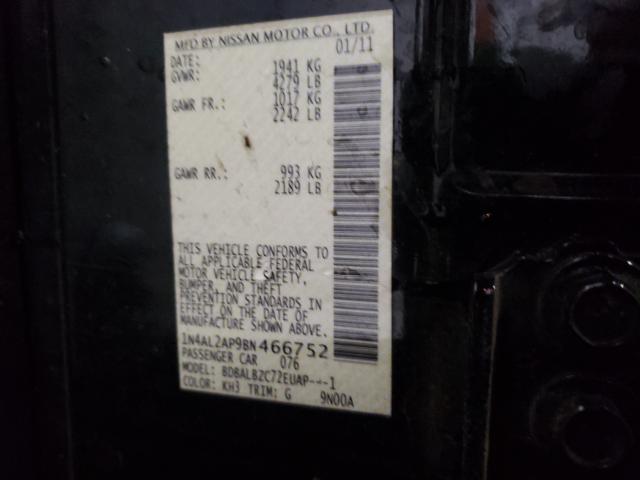 MFD BY NISSAN MOTOR CO., LTD.
DATE: 01/11
GVWR: 1941 KG
4279 LB
GAWR FR.: 1017 KG
2242 LB
GAWR RR.: 993 KG
2189 LB
THIS VEHICLE CONFORMS TO
ALL APPLICABLE FEDERAL
MOTOR VEHICLE SAFETY,
BUMPER, AND THEFT
PREVENTION STANDARDS IN
EFFECT ON THE DATE OF
MANUFACTURE SHOWN ABOVE.
1N4AL2AP9BN466752
PASSENGER CAR 076
MODEL: BDBALBZC72EUAP---1
COLOR: KH3 TRIM: G 9N00A